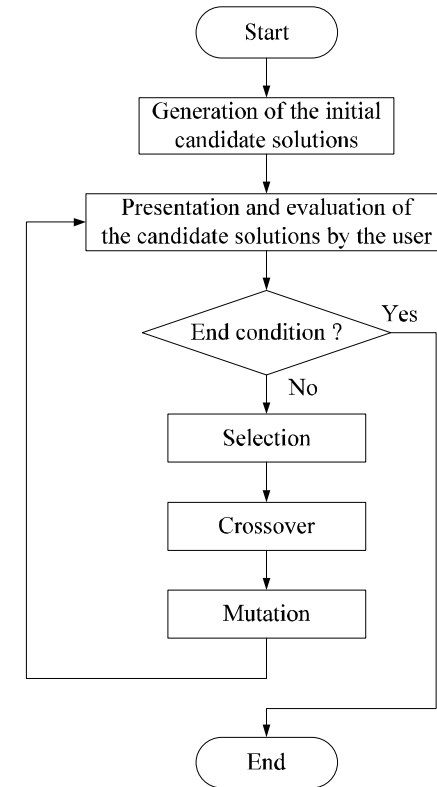 Start
Generation of the initial
candidate solutions
Presentation and evaluation of
the candidate solutions by the user
End condition ?
Yes
No
Selection
Crossover
Mutation
End